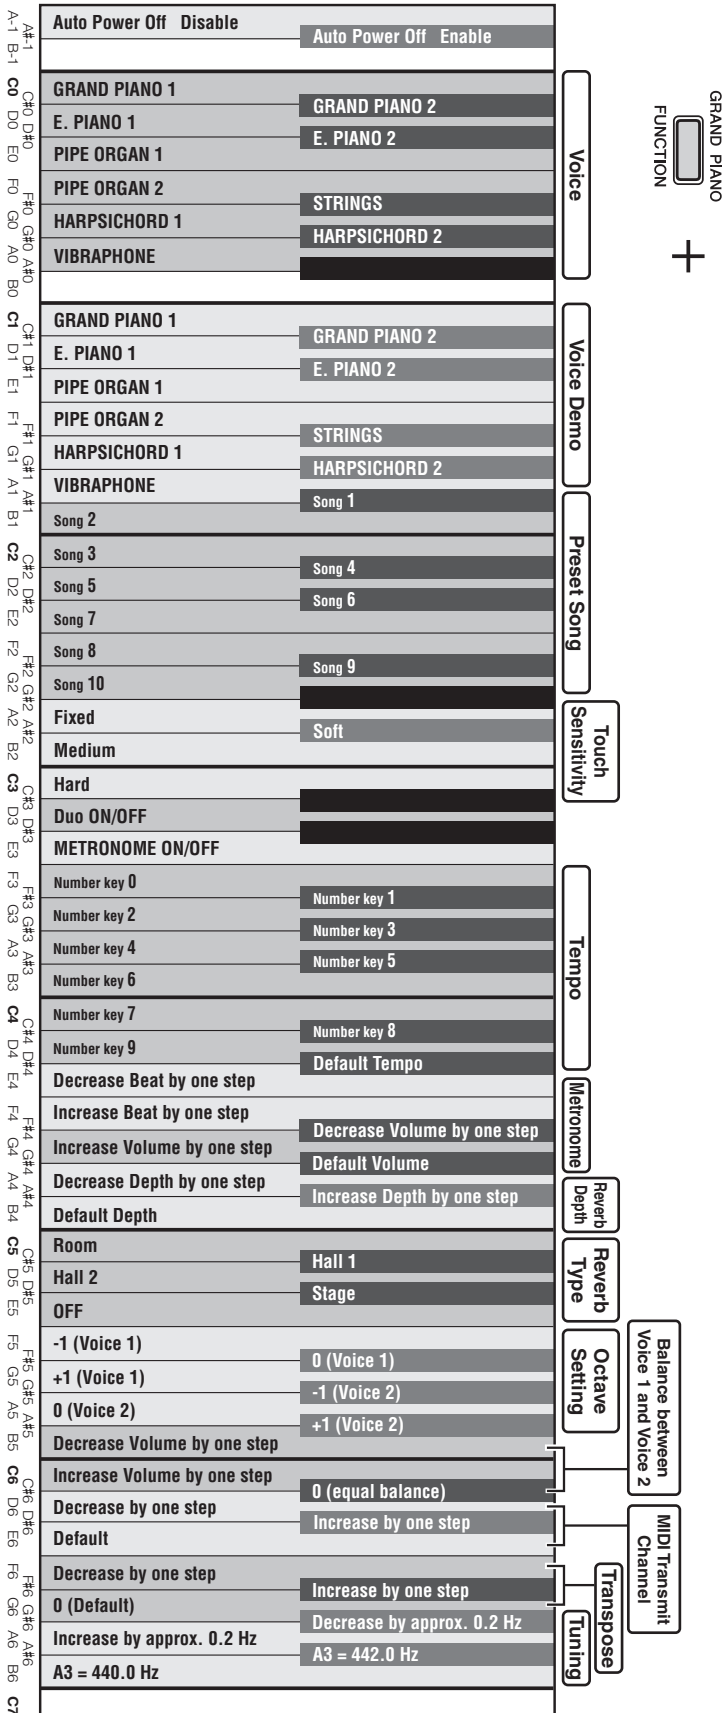 GRAND PIANO
FUNCTION
+
A#-1
A-1 B-1
Auto Power Off Disable
Auto Power Off Enable
Voice
C#0 D#0
C0 D0 E0
F#0 G#0 A#0
F0 G0 A0 B0
GRAND PIANO 1
GRAND PIANO 2
E. PIANO 1
E. PIANO 2
PIPE ORGAN 1
PIPE ORGAN 2
STRINGS
HARPSICHORD 1
HARPSICHORD 2
VIBRAPHONE
Voice Demo
C#1 D#1
C1 D1 E1
F#1 G#1 A#1
F1 G1 A1 B1
GRAND PIANO 1
GRAND PIANO 2
E. PIANO 1
E. PIANO 2
PIPE ORGAN 1
PIPE ORGAN 2
STRINGS
HARPSICHORD 1
HARPSICHORD 2
VIBRAPHONE
Preset Song
Song 1
Song 2
C#2 D#2
C2 D2 E2
F#2 G#2 A#2
F2 G2 A2 B2
Song 3
Song 4
Song 5
Song 6
Song 7
Song 8
Song 9
Song 10
Touch
Sensitivity
Fixed
Soft
Medium
C#3 D#3
C3 D3 E3
F#3 G#3 A#3
F3 G3 A3 B3
Hard
Duo ON/OFF
METRONOME ON/OFF
Tempo
Number key 0
Number key 1
Number key 2
Number key 3
Number key 4
Number key 5
Number key 6
C#4 D#4
C4 D4 E4
F#4 G#4 A#4
F4 G4 A4 B4
Number key 7
Number key 8
Number key 9
Default Tempo
Metronome
Decrease Beat by one step
Increase Beat by one step
Decrease Volume by one step
Increase Volume by one step
Default Volume
Reverb
Depth
Decrease Depth by one step
Increase Depth by one step
Default Depth
Reverb
Type
C#5 D#5
C5 D5 E5
F#5 G#5 A#5
F5 G5 A5 B5
Room
Hall 1
Hall 2
Stage
OFF
Octave
Setting
-1 (Voice 1)
0 (Voice 1)
+1 (Voice 1)
-1 (Voice 2)
0 (Voice 2)
+1 (Voice 2)
Balance between
Voice 1 and Voice 2
Decrease Volume by one step
C#6 D#6
C6 D6 E6
F#6 G#6 A#6
F6 G6 A6 B6
C7
Increase Volume by one step
0 (equal balance)
MIDI Transmit
Channel
Decrease by one step
Increase by one step
Default
Transpose
Decrease by one step
Increase by one step
0 (Default)
Tuning
Decrease by approx. 0.2 Hz
Increase by approx. 0.2 Hz
A3 = 442.0 Hz
A3 = 440.0 Hz